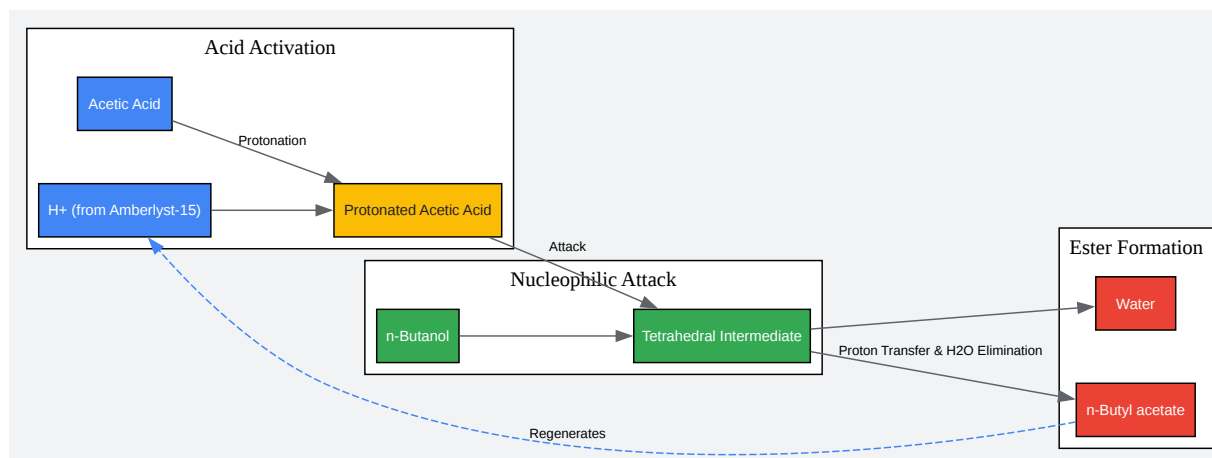 Acid Activation
Acetic Acid
Protonation
H+ (from Amberlyst-15)
Protonated Acetic Acid
Attack
Nucleophilic Attack
n-Butanol
Tetrahedral Intermediate
Ester Formation
Water
Proton Transfer & H2O Elimination
n-Butyl acetate
Regenerates